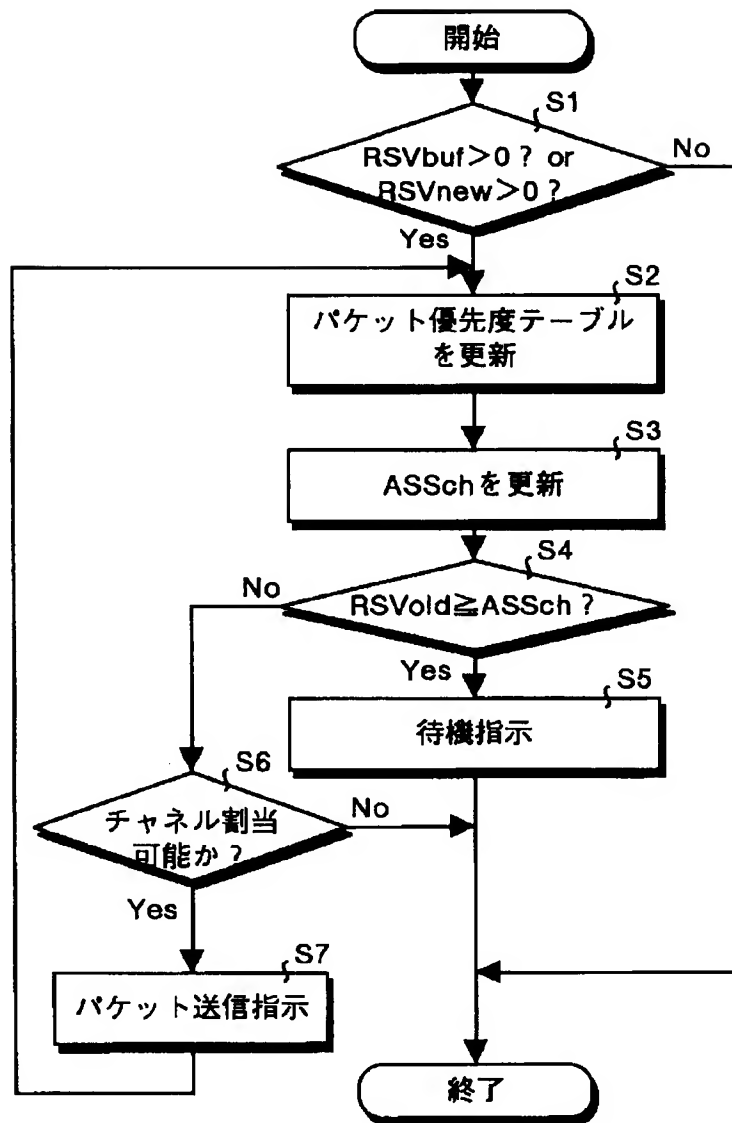 開始
S1
RSVbuf>0? or
RSVnew>0?
No
Yes
S2
パケット優先度テーブル
を更新
S3
ASSchを更新
S4
No
RSVold≧ASSch?
Yes
S5
待機指示
S6
チャネル割当
可能か?
No
Yes
S7
パケット送信指示
終了